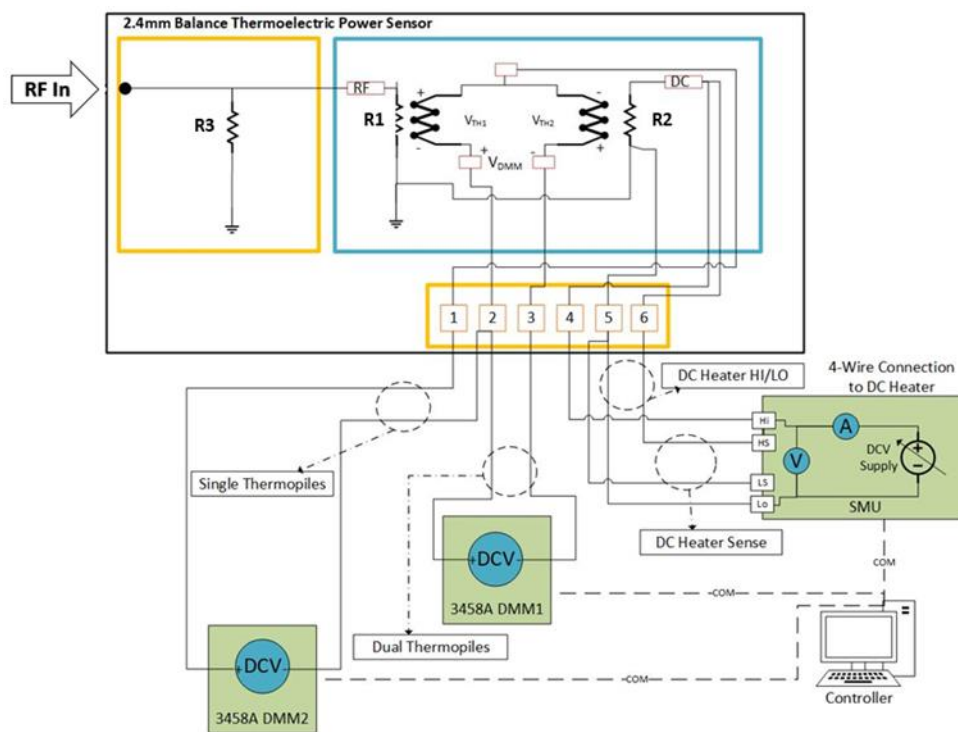 2.4mm Balance Thermoelectric Power Sensor
RF In
R3
RF
R1
+
-
VTH1
+
VDMM
-
VTH2
-
+
R2
DC
1
2
3
4
5
6
DC Heater HI/LO
4-Wire Connection
to DC Heater
Hi
HS
LS
Lo
A
V
DCV
Supply
+
-
SMU
Single Thermopiles
DC Heater Sense
+DCV-
3458A DMM1
COM
COM
Dual Thermopiles
+DCV-
3458A DMM2
COM
Controller